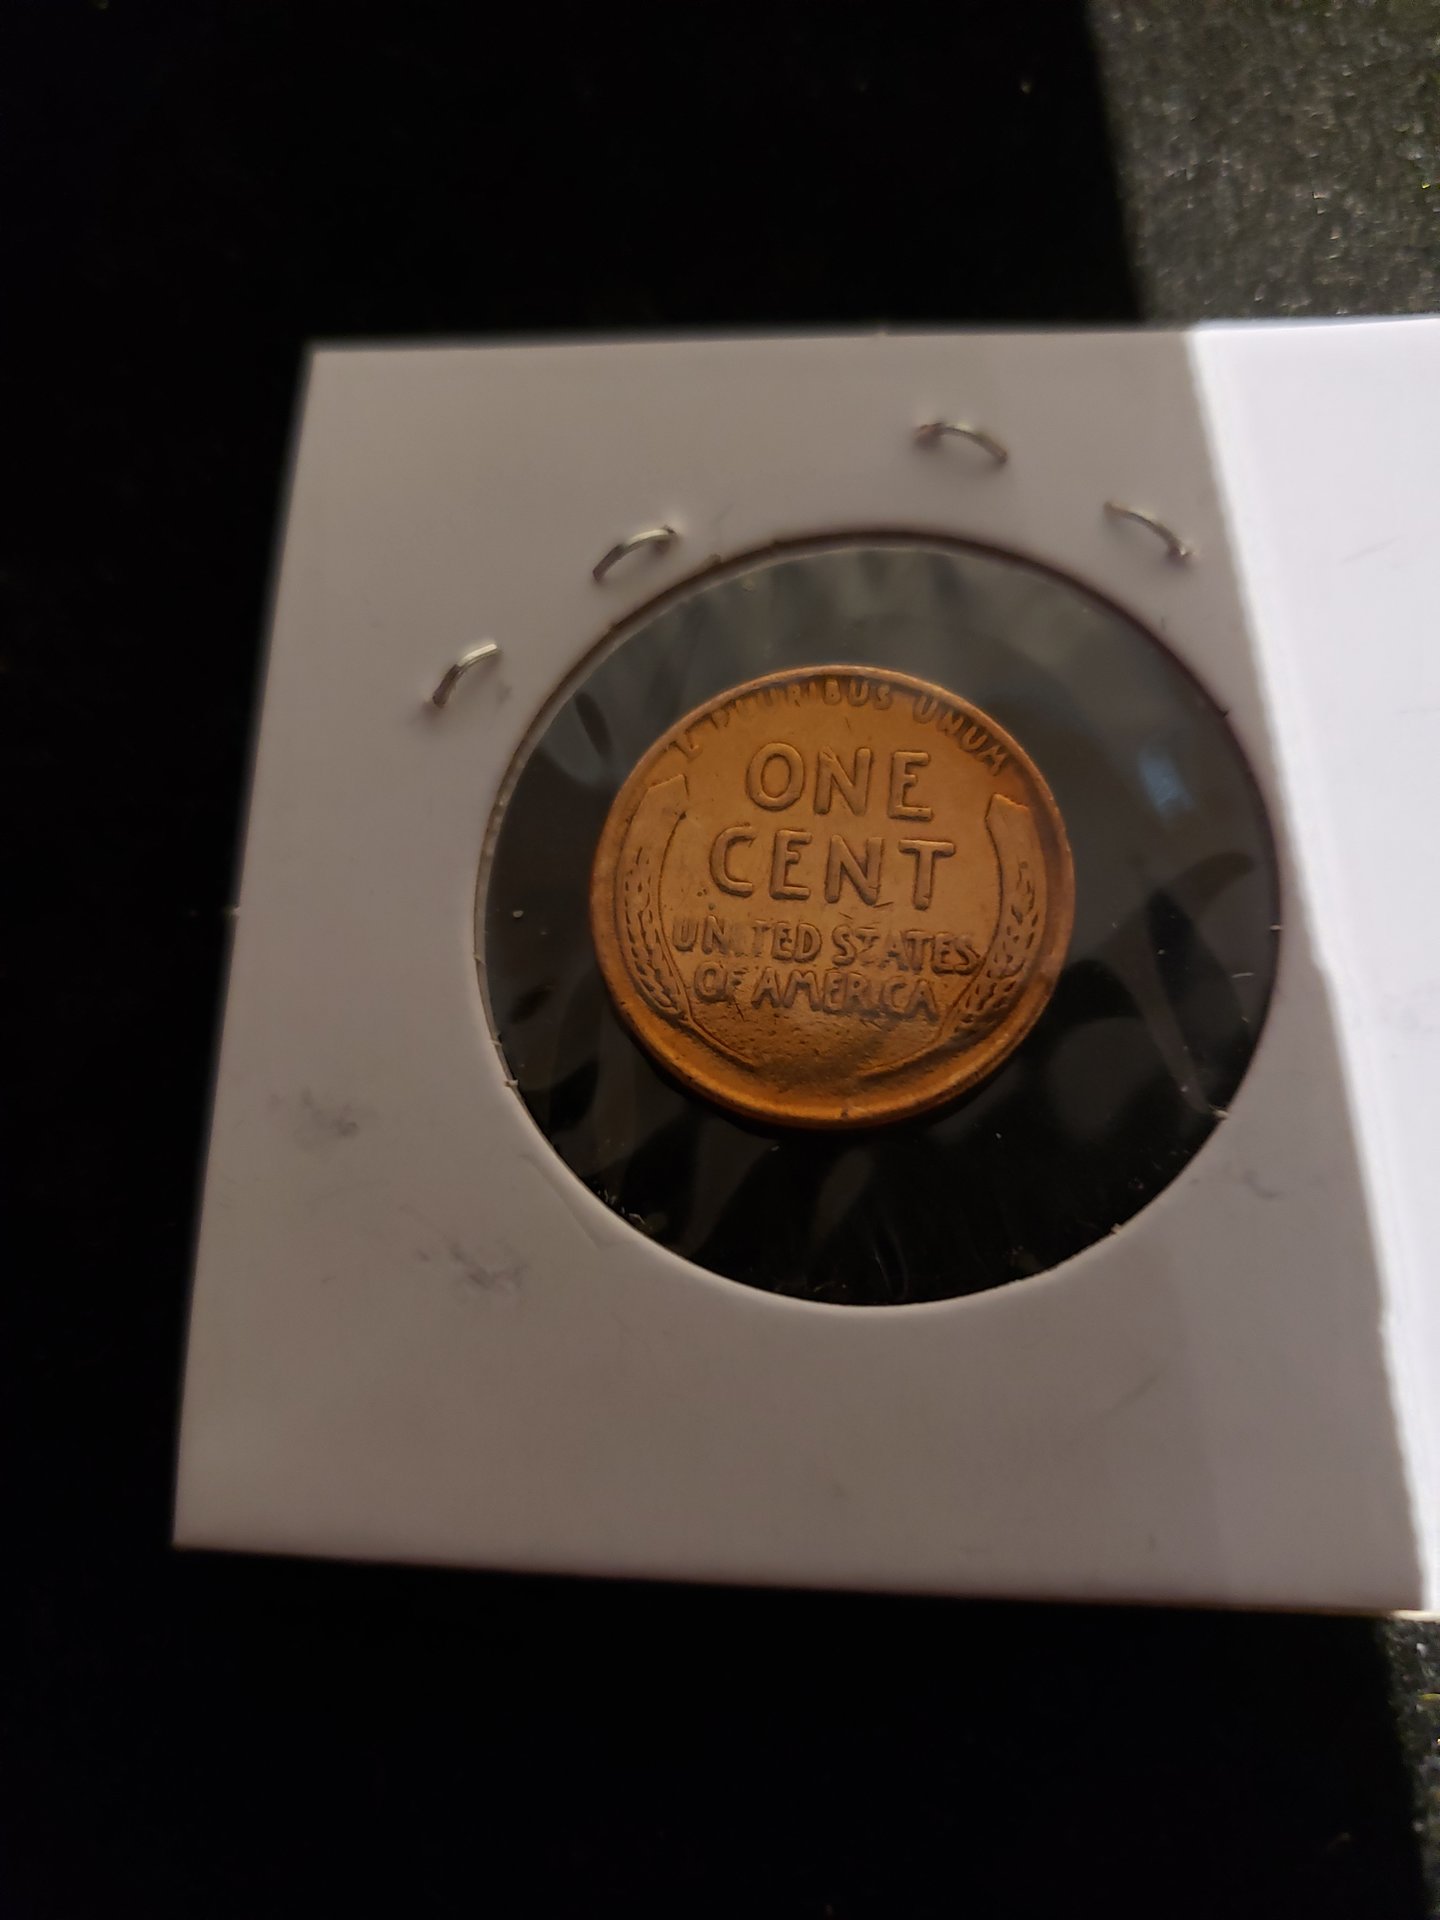 E PLURIBUS UNUM
ONE
CENT
UNITED STATES
OF AMERICA